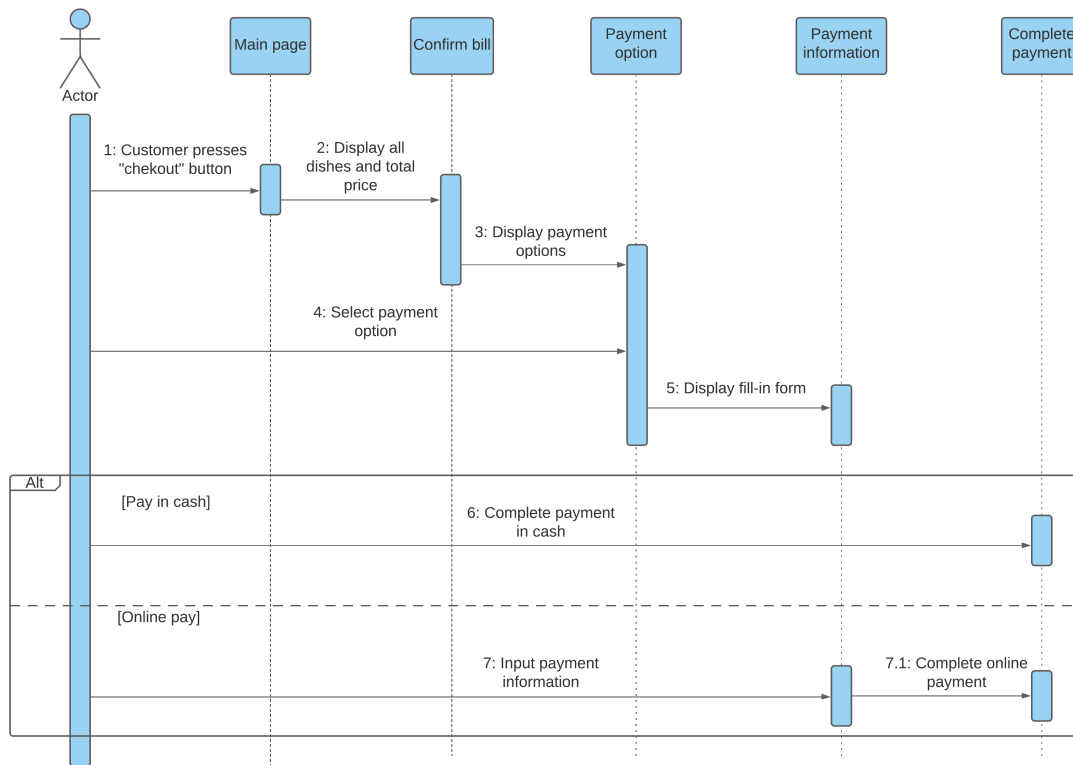 Main page
Confirm bill
Payment
option
Payment
information
Complete
payment
Actor
1: Customer presses
"chekout" button
2: Display all
dishes and total
price
3: Display payment
options
4: Select payment
option
5: Display fill-in form
Alt
[Pay in cash]
6: Complete payment
in cash
[Online pay]
7: Input payment
information
7.1: Complete online
payment